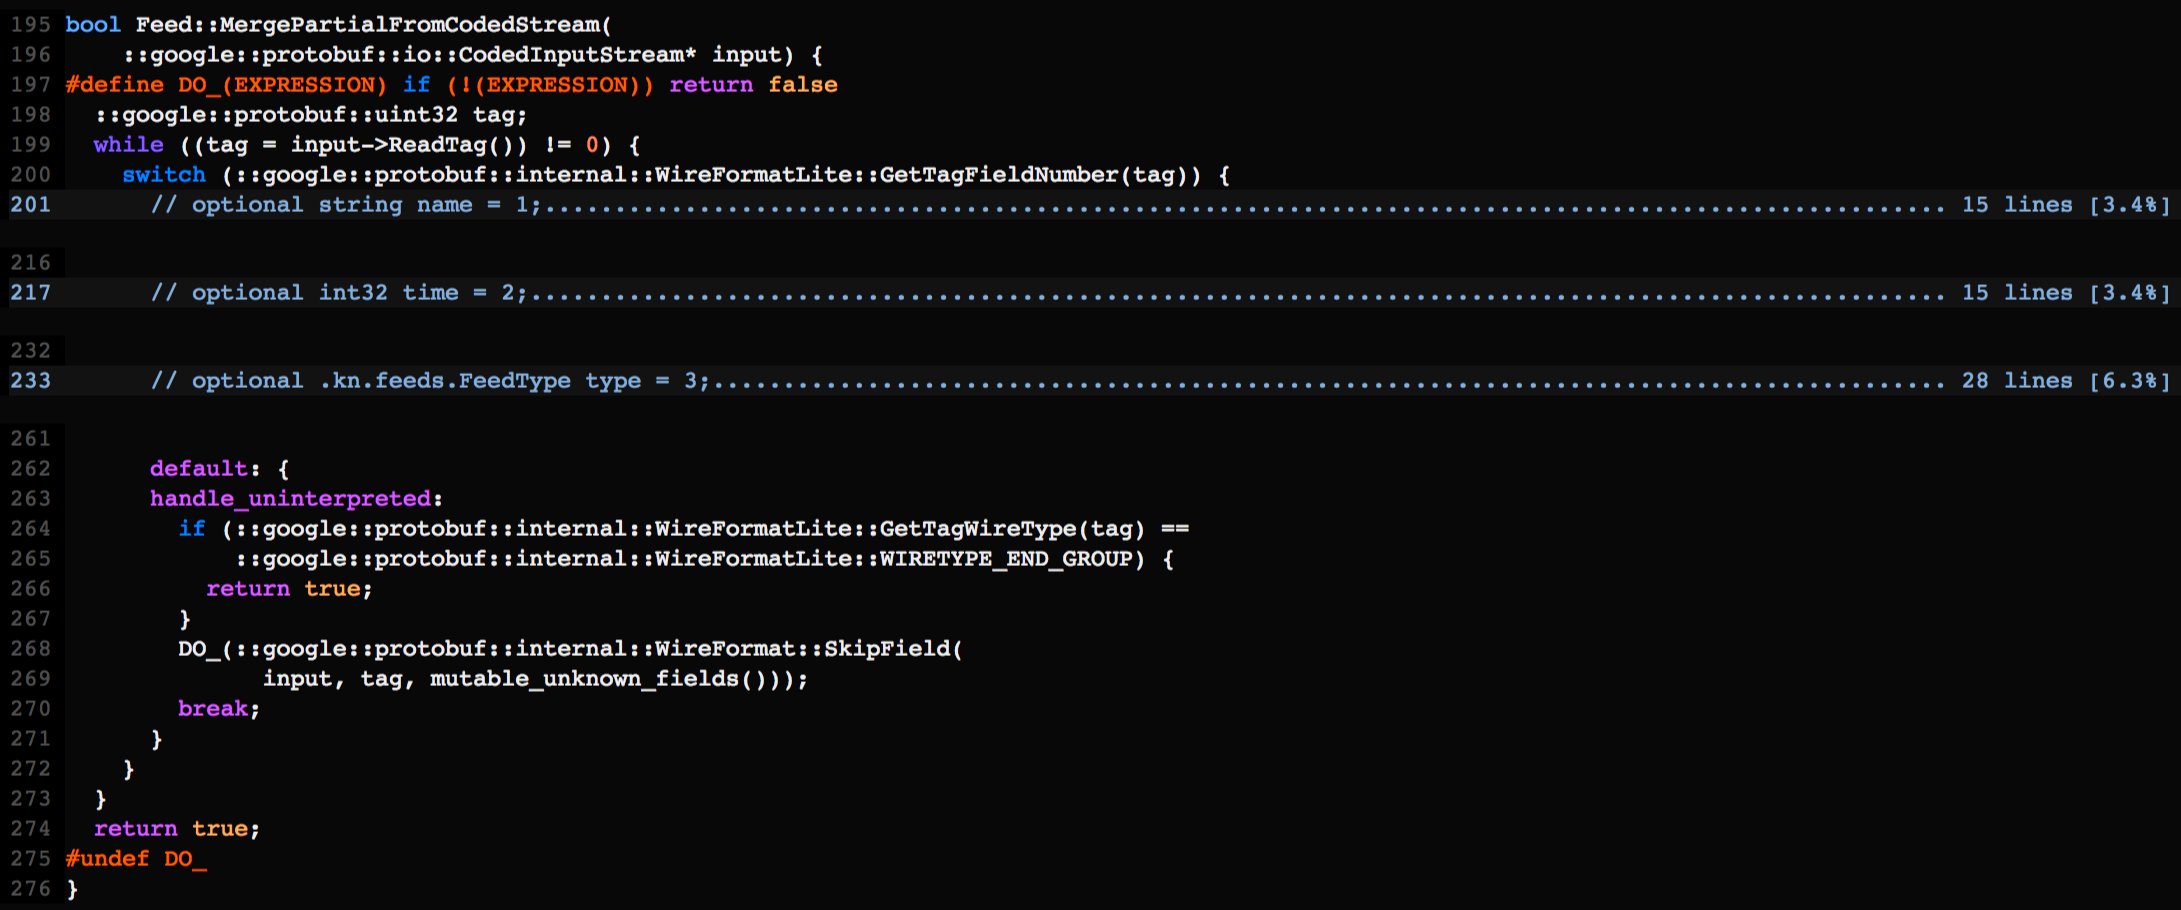 195 bool Feed::MergePartialFromCodedStream(
196     ::google::protobuf::io::CodedInputStream* input) {
197 #define DO_(EXPRESSION) if (!(EXPRESSION)) return false
198   ::google::protobuf::uint32 tag;
199   while ((tag = input->ReadTag()) != 0) {
200     switch (::google::protobuf::internal::WireFormatLite::GetTagFieldNumber(tag)) {
201       // optional string name = 1;.................................................................................................... 15 lines [3.4%]
216
217       // optional int32 time = 2;..................................................................................................... 15 lines [3.4%]
232
233       // optional .kn.feeds.FeedType type = 3;........................................................................................ 28 lines [6.3%]
261
262       default: {
263       handle_uninterpreted:
264         if (::google::protobuf::internal::WireFormatLite::GetTagWireType(tag) ==
265             ::google::protobuf::internal::WireFormatLite::WIRETYPE_END_GROUP) {
266           return true;
267         }
268         DO_(::google::protobuf::internal::WireFormat::SkipField(
269               input, tag, mutable_unknown_fields()));
270         break;
271       }
272     }
273   }
274   return true;
275 #undef DO_
276 }